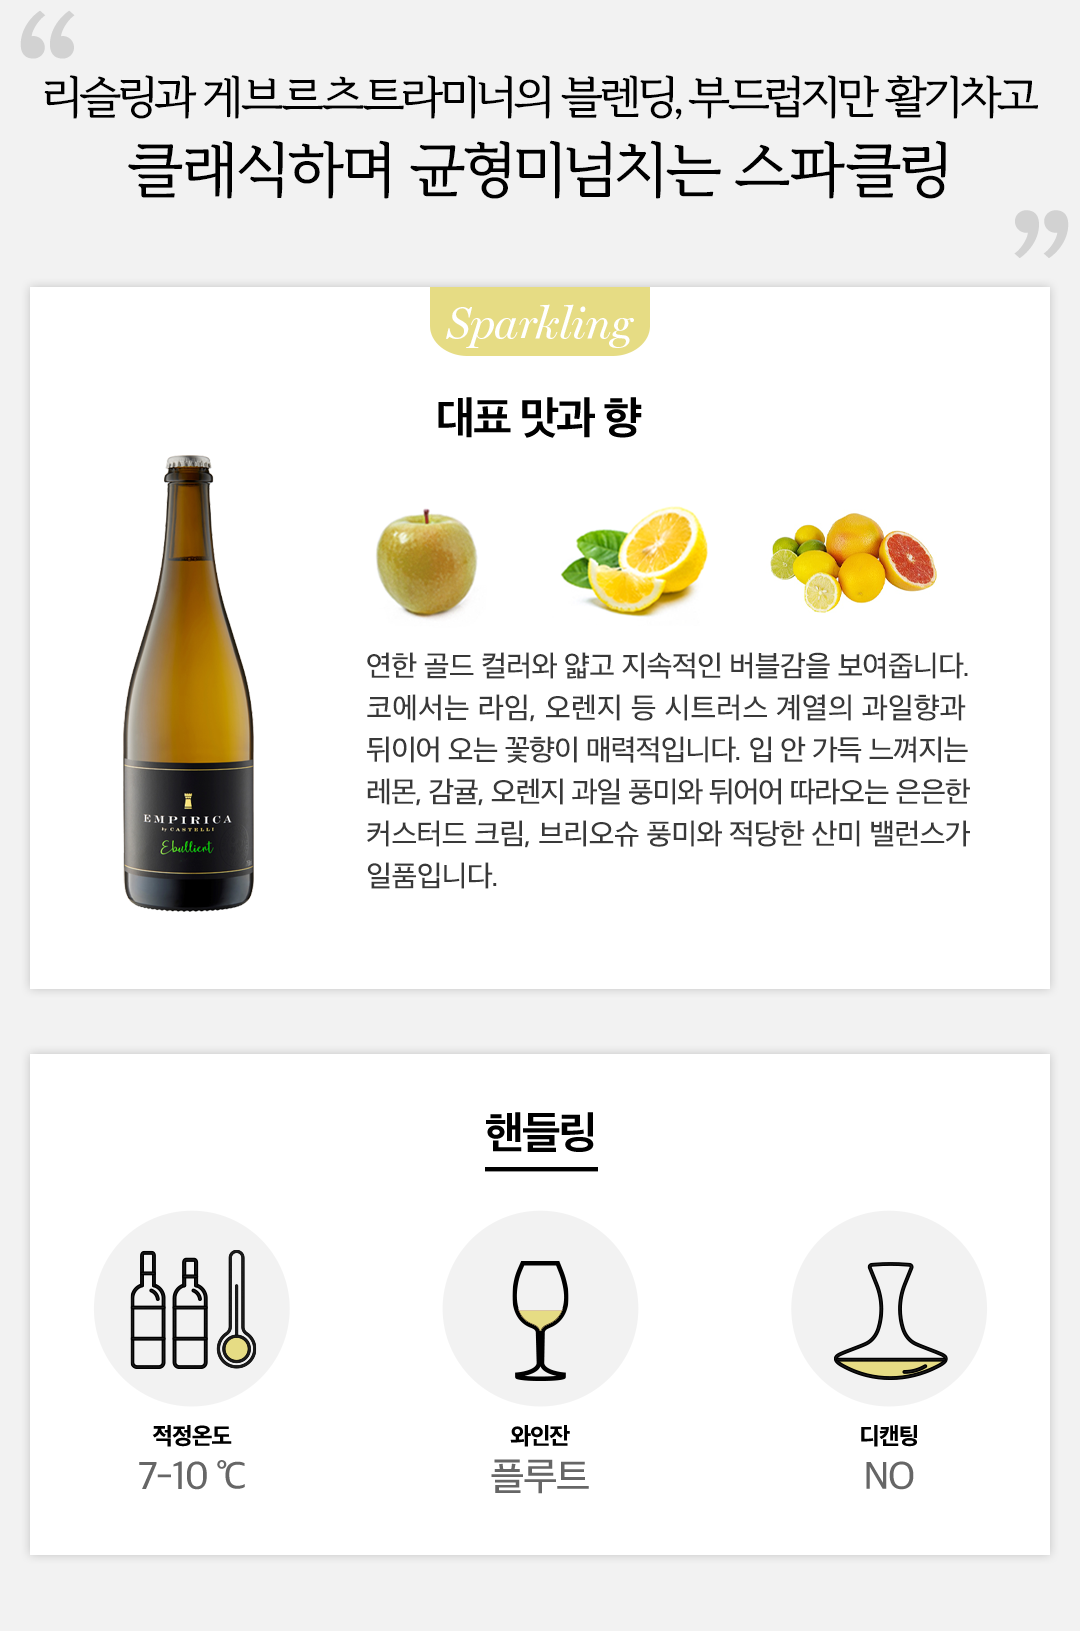 “
리슬링과 게브르츠트라미너의 블렌딩, 부드럽지만 활기차고
클래식하며 균형미넘치는 스파클링
”
Sparkling
대표 맛과 향
EMPIRICA
by CASTELLI
Ebullient
연한 골드 컬러와 얇고 지속적인 버블감을 보여줍니다.
코에서는 라임, 오렌지 등 시트러스 계열의 과일향과
뒤이어 오는 꽃향이 매력적입니다. 입 안 가득 느껴지는
레몬, 감귤, 오렌지 과일 풍미와 뒤어어 따라오는 은은한
커스터드 크림, 브리오슈 풍미와 적당한 산미 밸런스가
일품입니다.
핸들링
적정온도
7-10 ℃
와인잔
플루트
디캔팅
NO